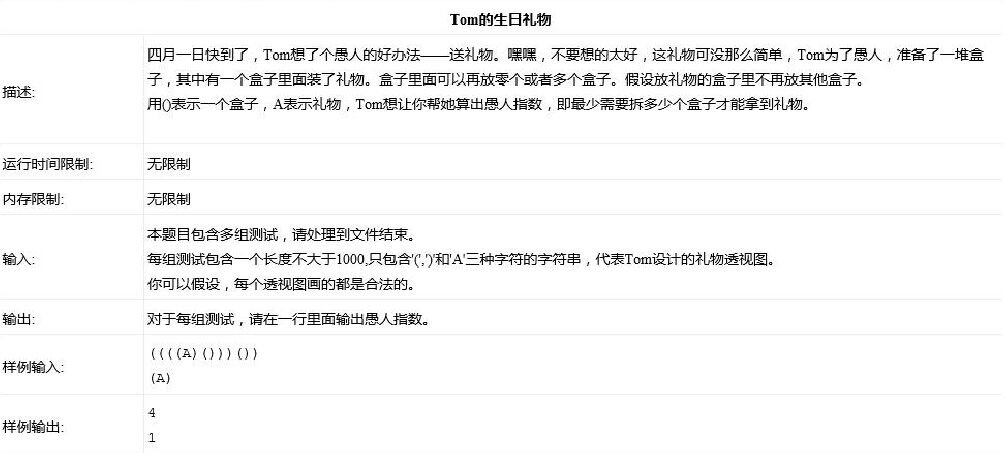 Tom的生日礼物
描述:
四月一日快到了，Tom想了个愚人的好办法——送礼物。嘿嘿，不要想的太好，这礼物可没那么简单，Tom为了愚人，准备了一堆盒
子，其中有一个盒子里面装了礼物。盒子里面可以再放零个或者多个盒子。假设放礼物的盒子里不再放其他盒子。
用()表示一个盒子，A表示礼物，Tom想让你帮她算出愚人指数，即最少需要拆多少个盒子才能拿到礼物。
运行时间限制: 无限制
内存限制: 无限制
输入:
本题目包含多组测试，请处理到文件结束。
每组测试包含一个长度不大于1000,只包含'(',')'和'A'三种字符的字符串，代表Tom设计的礼物透视图。
你可以假设，每个透视图画的都是合法的。
输出: 对于每组测试，请在一行里面输出愚人指数。
样例输入:
((((A)()))())
(A)
样例输出:
4
1